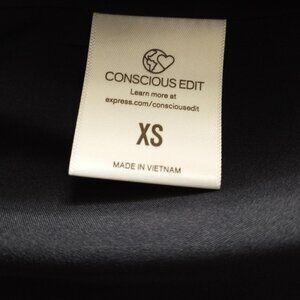 CONSCIOUS EDIT
Learn more at
express.com/consciousedit
XS
MADE IN VIETNAM